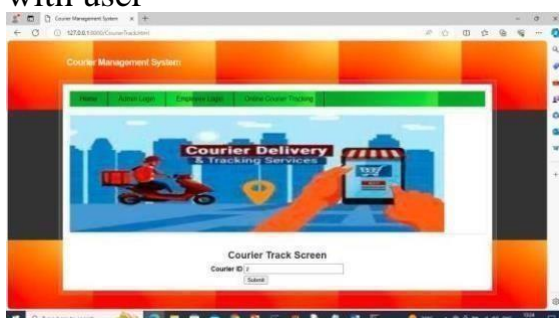 with user
Courier Management System
127.0.0.1:8000/CourierTrack.html
Courier Management System
Home Admin Login Employee Login Online Courier Tracking
Courier Delivery
& Tracking Services
Courier Track Screen
Courier ID
Submit